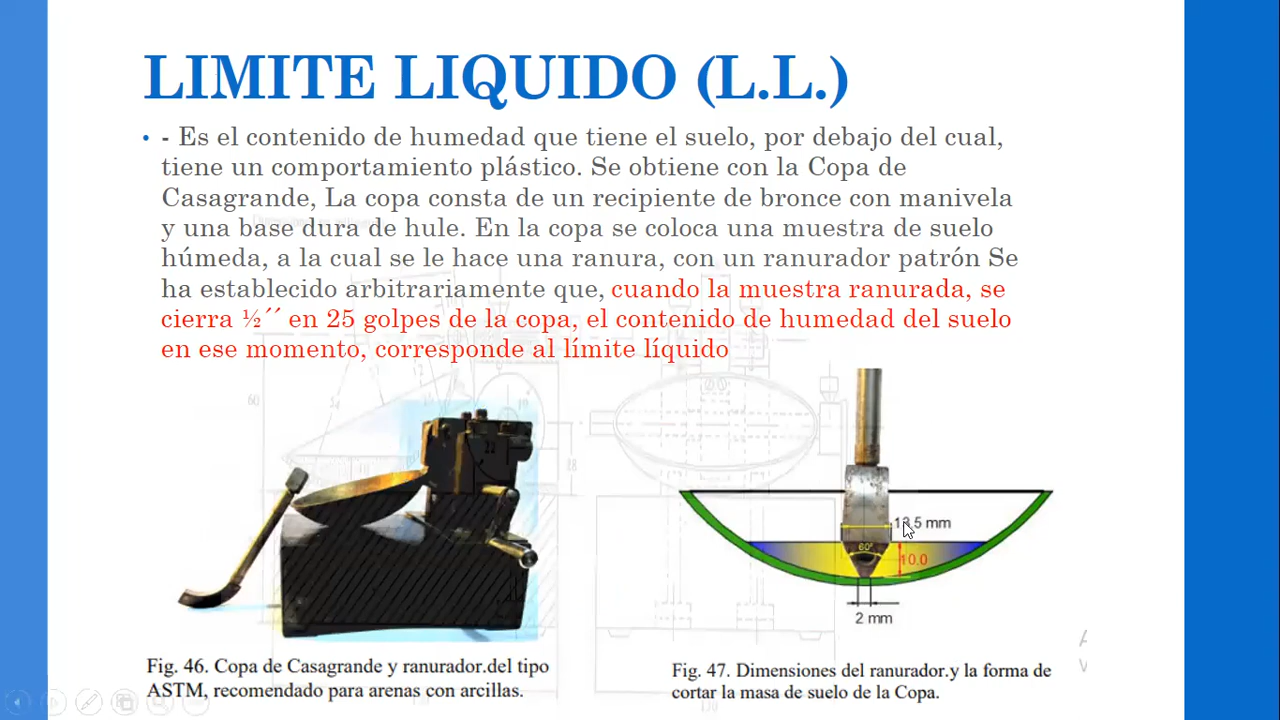 LIMITE LIQUIDO (L.L.)
• - Es el contenido de humedad que tiene el suelo, por debajo del cual,
tiene un comportamiento plástico. Se obtiene con la Copa de
Casagrande, La copa consta de un recipiente de bronce con manivela
y una base dura de hule. En la copa se coloca una muestra de suelo
húmeda, a la cual se le hace una ranura, con un ranurador patrón Se
ha establecido arbitrariamente que, cuando la muestra ranurada, se
cierra ½´´ en 25 golpes de la copa, el contenido de humedad del suelo
en ese momento, corresponde al límite líquido
60
22
60°
10.0
2 mm
Fig. 46. Copa de Casagrande y ranurador.del tipo
ASTM, recomendado para arenas con arcillas.
Fig. 47. Dimensiones del ranurador.y la forma de
cortar la masa de suelo de la Copa.